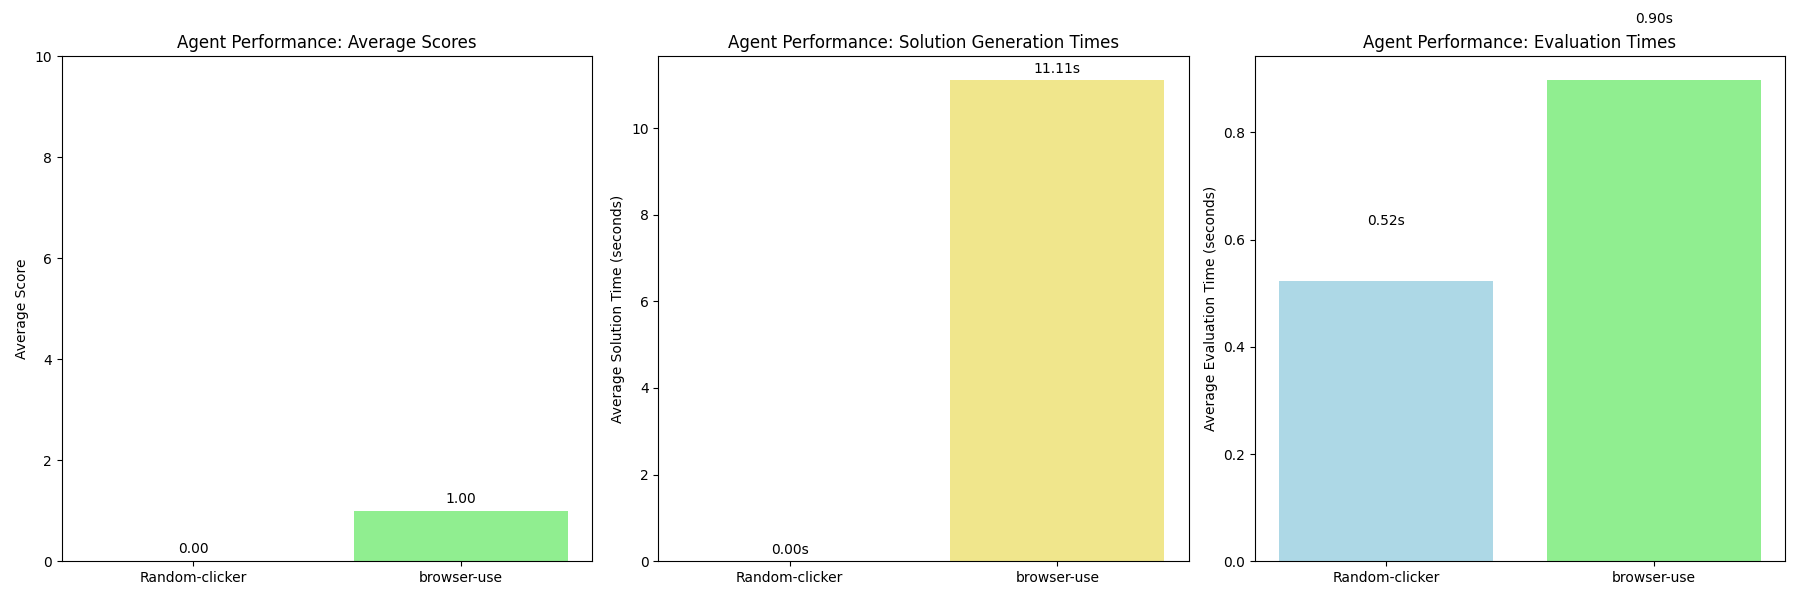 Agent Performance: Average Scores
Average Score
10
8
6
4
2
0
0.00
1.00
Random-clicker
browser-use
Agent Performance: Solution Generation Times
Average Solution Time (seconds)
10
8
6
4
2
0
0.00s
11.11s
Random-clicker
browser-use
0.90s
Agent Performance: Evaluation Times
Average Evaluation Time (seconds)
0.8
0.6
0.4
0.2
0.0
0.52s
Random-clicker
browser-use